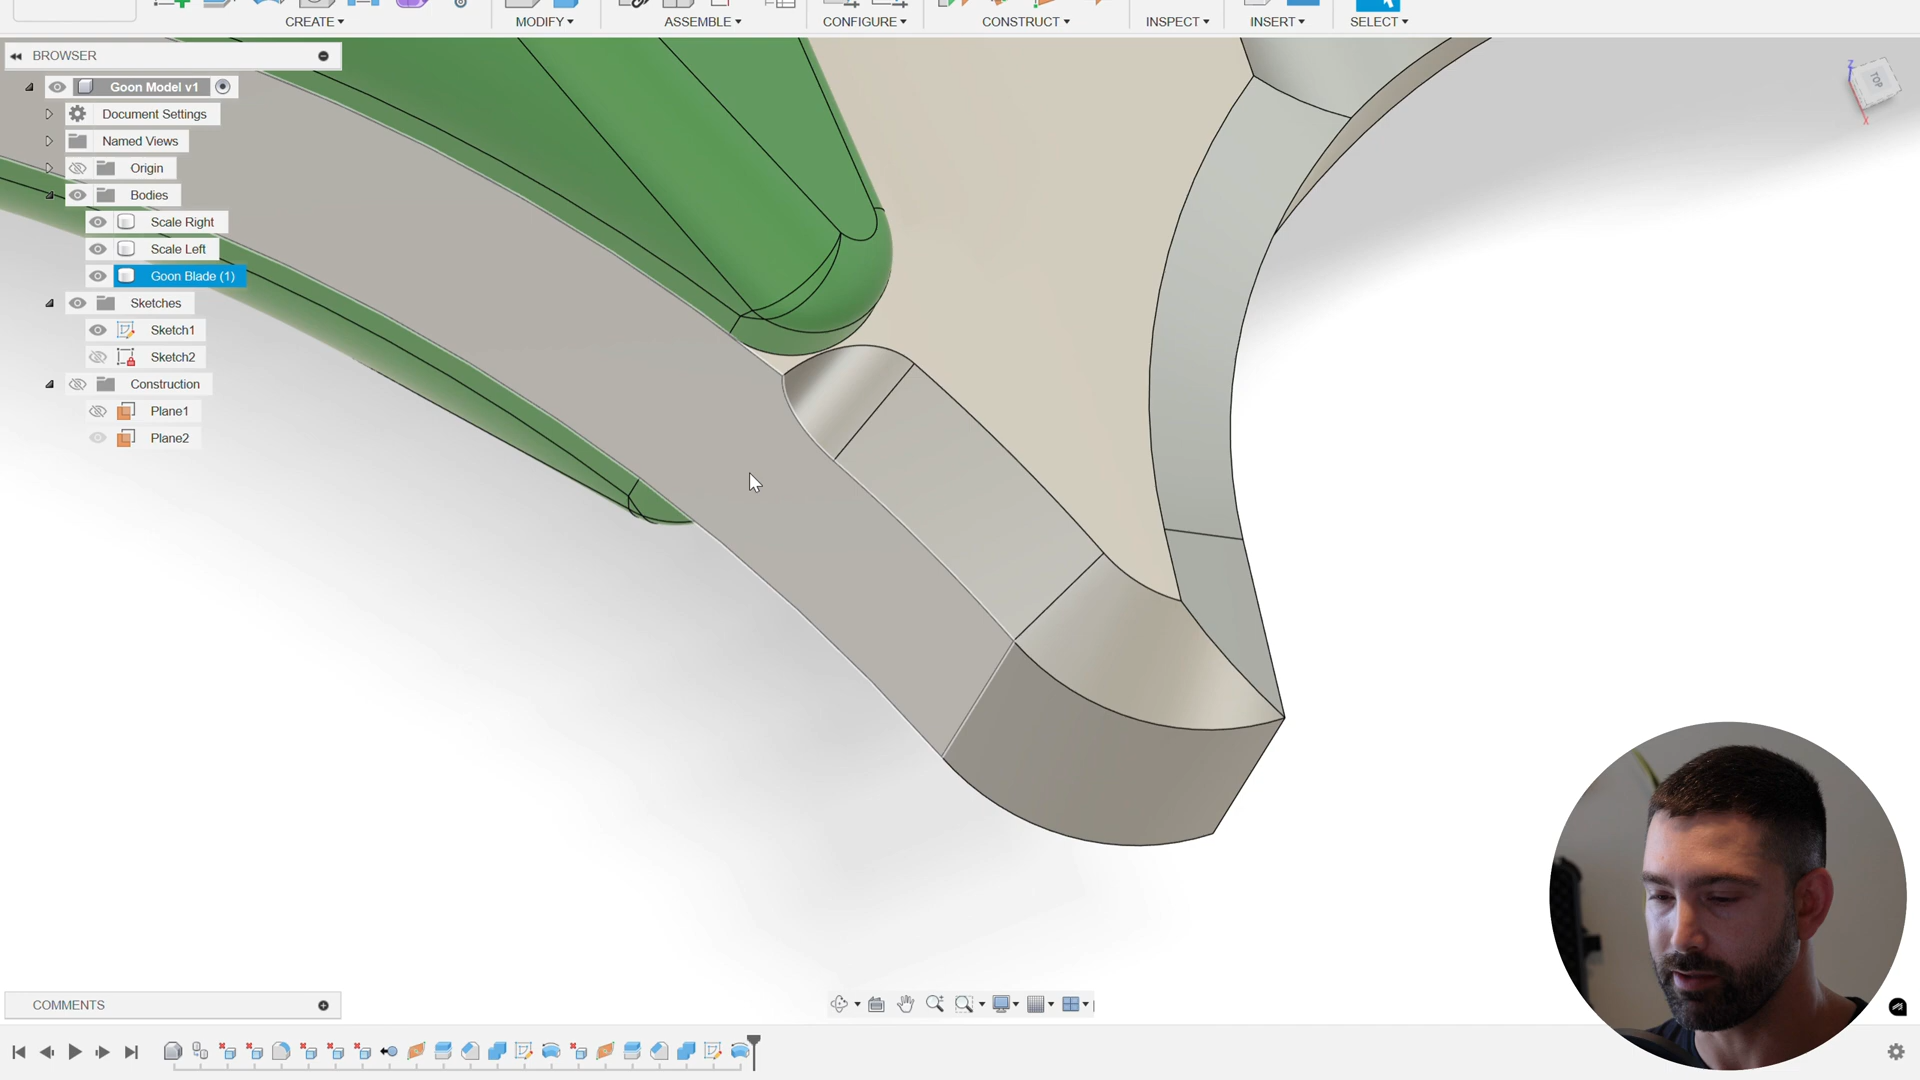 CREATE
MODIFY
ASSEMBLE
CONFIGURE
CONSTRUCT
INSPECT
INSERT
SELECT
BROWSER
Goon Model v1
Document Settings
Named Views
Origin
Bodies
Scale Right
Scale Left
Goon Blade (1)
Sketches
Sketch1
Sketch2
Construction
Plane1
Plane2
Z
TOP
X
COMMENTS